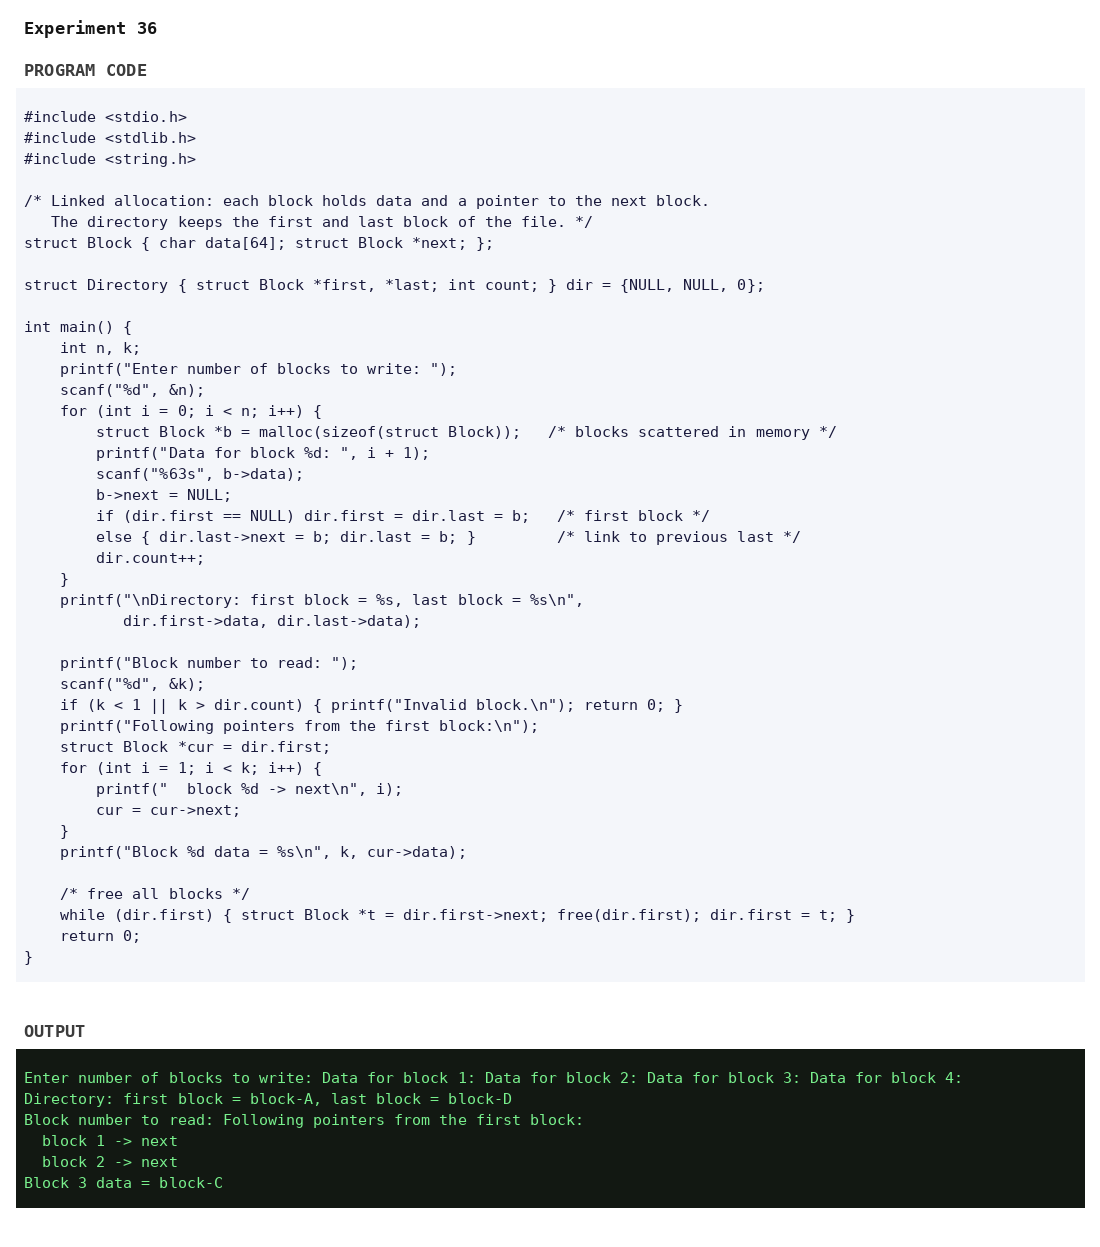 Experiment 36
PROGRAM CODE
#include <stdio.h>
#include <stdlib.h>
#include <string.h>

/* Linked allocation: each block holds data and a pointer to the next block.
   The directory keeps the first and last block of the file. */
struct Block { char data[64]; struct Block *next; };

struct Directory { struct Block *first, *last; int count; } dir = {NULL, NULL, 0};

int main() {
    int n, k;
    printf("Enter number of blocks to write: ");
    scanf("%d", &n);
    for (int i = 0; i < n; i++) {
        struct Block *b = malloc(sizeof(struct Block));   /* blocks scattered in memory */
        printf("Data for block %d: ", i + 1);
        scanf("%63s", b->data);
        b->next = NULL;
        if (dir.first == NULL) dir.first = dir.last = b;   /* first block */
        else { dir.last->next = b; dir.last = b; }         /* link to previous last */
        dir.count++;
    }
    printf("\nDirectory: first block = %s, last block = %s\n",
           dir.first->data, dir.last->data);

    printf("Block number to read: ");
    scanf("%d", &k);
    if (k < 1 || k > dir.count) { printf("Invalid block.\n"); return 0; }
    printf("Following pointers from the first block:\n");
    struct Block *cur = dir.first;
    for (int i = 1; i < k; i++) {
        printf("  block %d -> next\n", i);
        cur = cur->next;
    }
    printf("Block %d data = %s\n", k, cur->data);

    /* free all blocks */
    while (dir.first) { struct Block *t = dir.first->next; free(dir.first); dir.first = t; }
    return 0;
}
OUTPUT
Enter number of blocks to write: Data for block 1: Data for block 2: Data for block 3: Data for block 4:
Directory: first block = block-A, last block = block-D
Block number to read: Following pointers from the first block:
  block 1 -> next
  block 2 -> next
Block 3 data = block-C